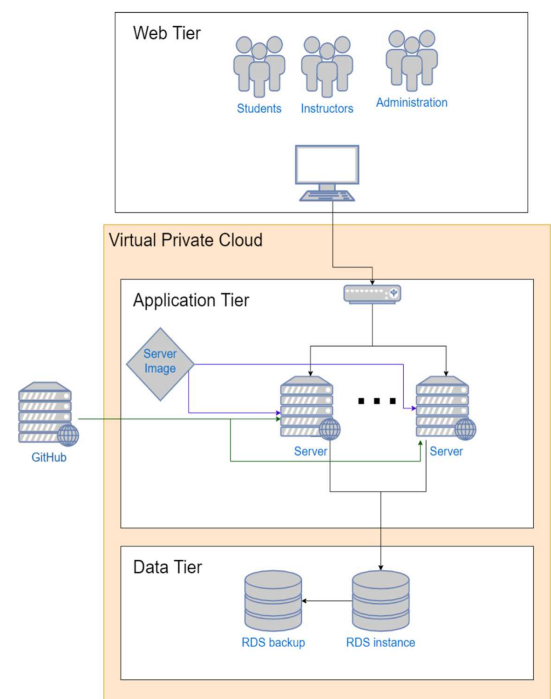 Web Tier
Students
Instructors
Administration
Virtual Private Cloud
Application Tier
Server
Image
GitHub
Server
Server
Data Tier
RDS backup
RDS instance